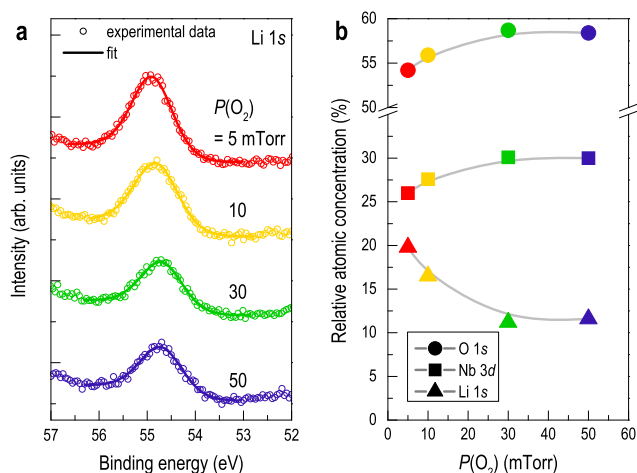 a
experimental data
fit
Li 1s
P(O₂)
= 5 mTorr
10
30
50
Intensity (arb. units)
57 56 55 54 53 52
Binding energy (eV)
b
60
55
50
35
30
25
20
15
10
5
0
Relative atomic concentration (%)
O 1s
Nb 3d
Li 1s
0 10 20 30 40 50 60
P(O₂) (mTorr)